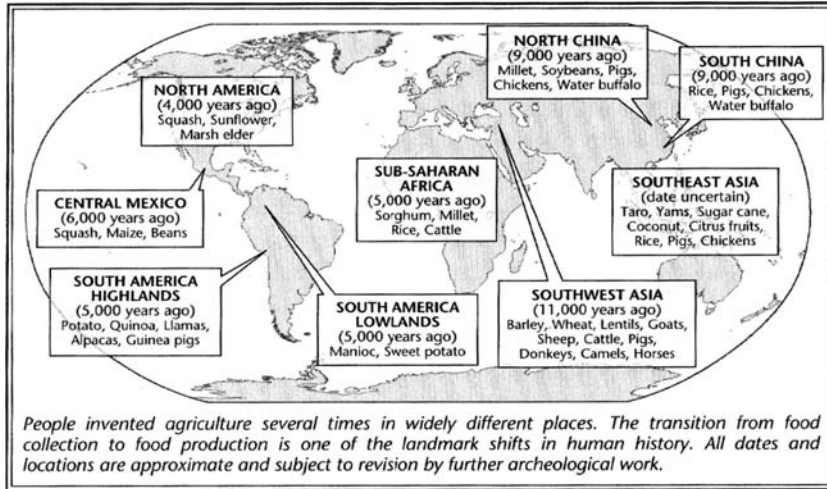 NORTH AMERICA
(4,000 years ago)
Squash, Sunflower,
Marsh elder
NORTH CHINA
(9,000 years ago)
Millet, Soybeans, Pigs,
Chickens, Water buffalo
SOUTH CHINA
(9,000 years ago)
Rice, Pigs, Chickens,
Water buffalo
CENTRAL MEXICO
(6,000 years ago)
Squash, Maize, Beans
SUB-SAHARAN
AFRICA
(5,000 years ago)
Sorghum, Millet,
Rice, Cattle
SOUTHEAST ASIA
(date uncertain)
Taro, Yams, Sugar cane,
Coconut, Citrus fruits,
Rice, Pigs, Chickens
SOUTH AMERICA
HIGHLANDS
(5,000 years ago)
Potato, Quinoa, Llamas,
Alpacas, Guinea pigs
SOUTH AMERICA
LOWLANDS
(5,000 years ago)
Manioc, Sweet potato
SOUTHWEST ASIA
(11,000 years ago)
Barley, Wheat, Lentils, Goats,
Sheep, Cattle, Pigs,
Donkeys, Camels, Horses
People invented agriculture several times in widely different places. The transition from food
collection to food production is one of the landmark shifts in human history. All dates and
locations are approximate and subject to revision by further archeological work.